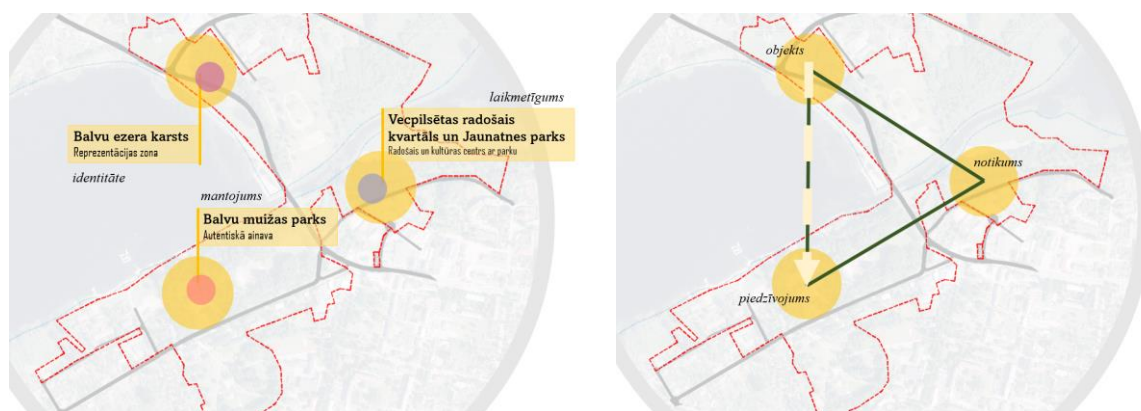 laikmetīgums
Vecpilsētas radošais
kvartāls un Jaunatnes parks
Radošais un kultūras centrs ar parku
Balvu ezera karsts
Reprezentācijas zona
identitāte
mantojums
Balvu muižas parks
Autentiskā ainava
objekts
notikums
piedzīvojums